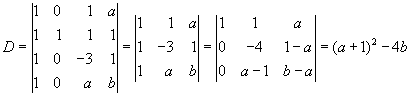 D = |1 0 1 a; 1 1 1 1; 1 0 −3 1; 1 0 a b| = |1 1 a; 1 −3 1; 1 a b| = |1 1 a; 0 −4 1−a; 0 a−1 b−a| = (a+1)² − 4b